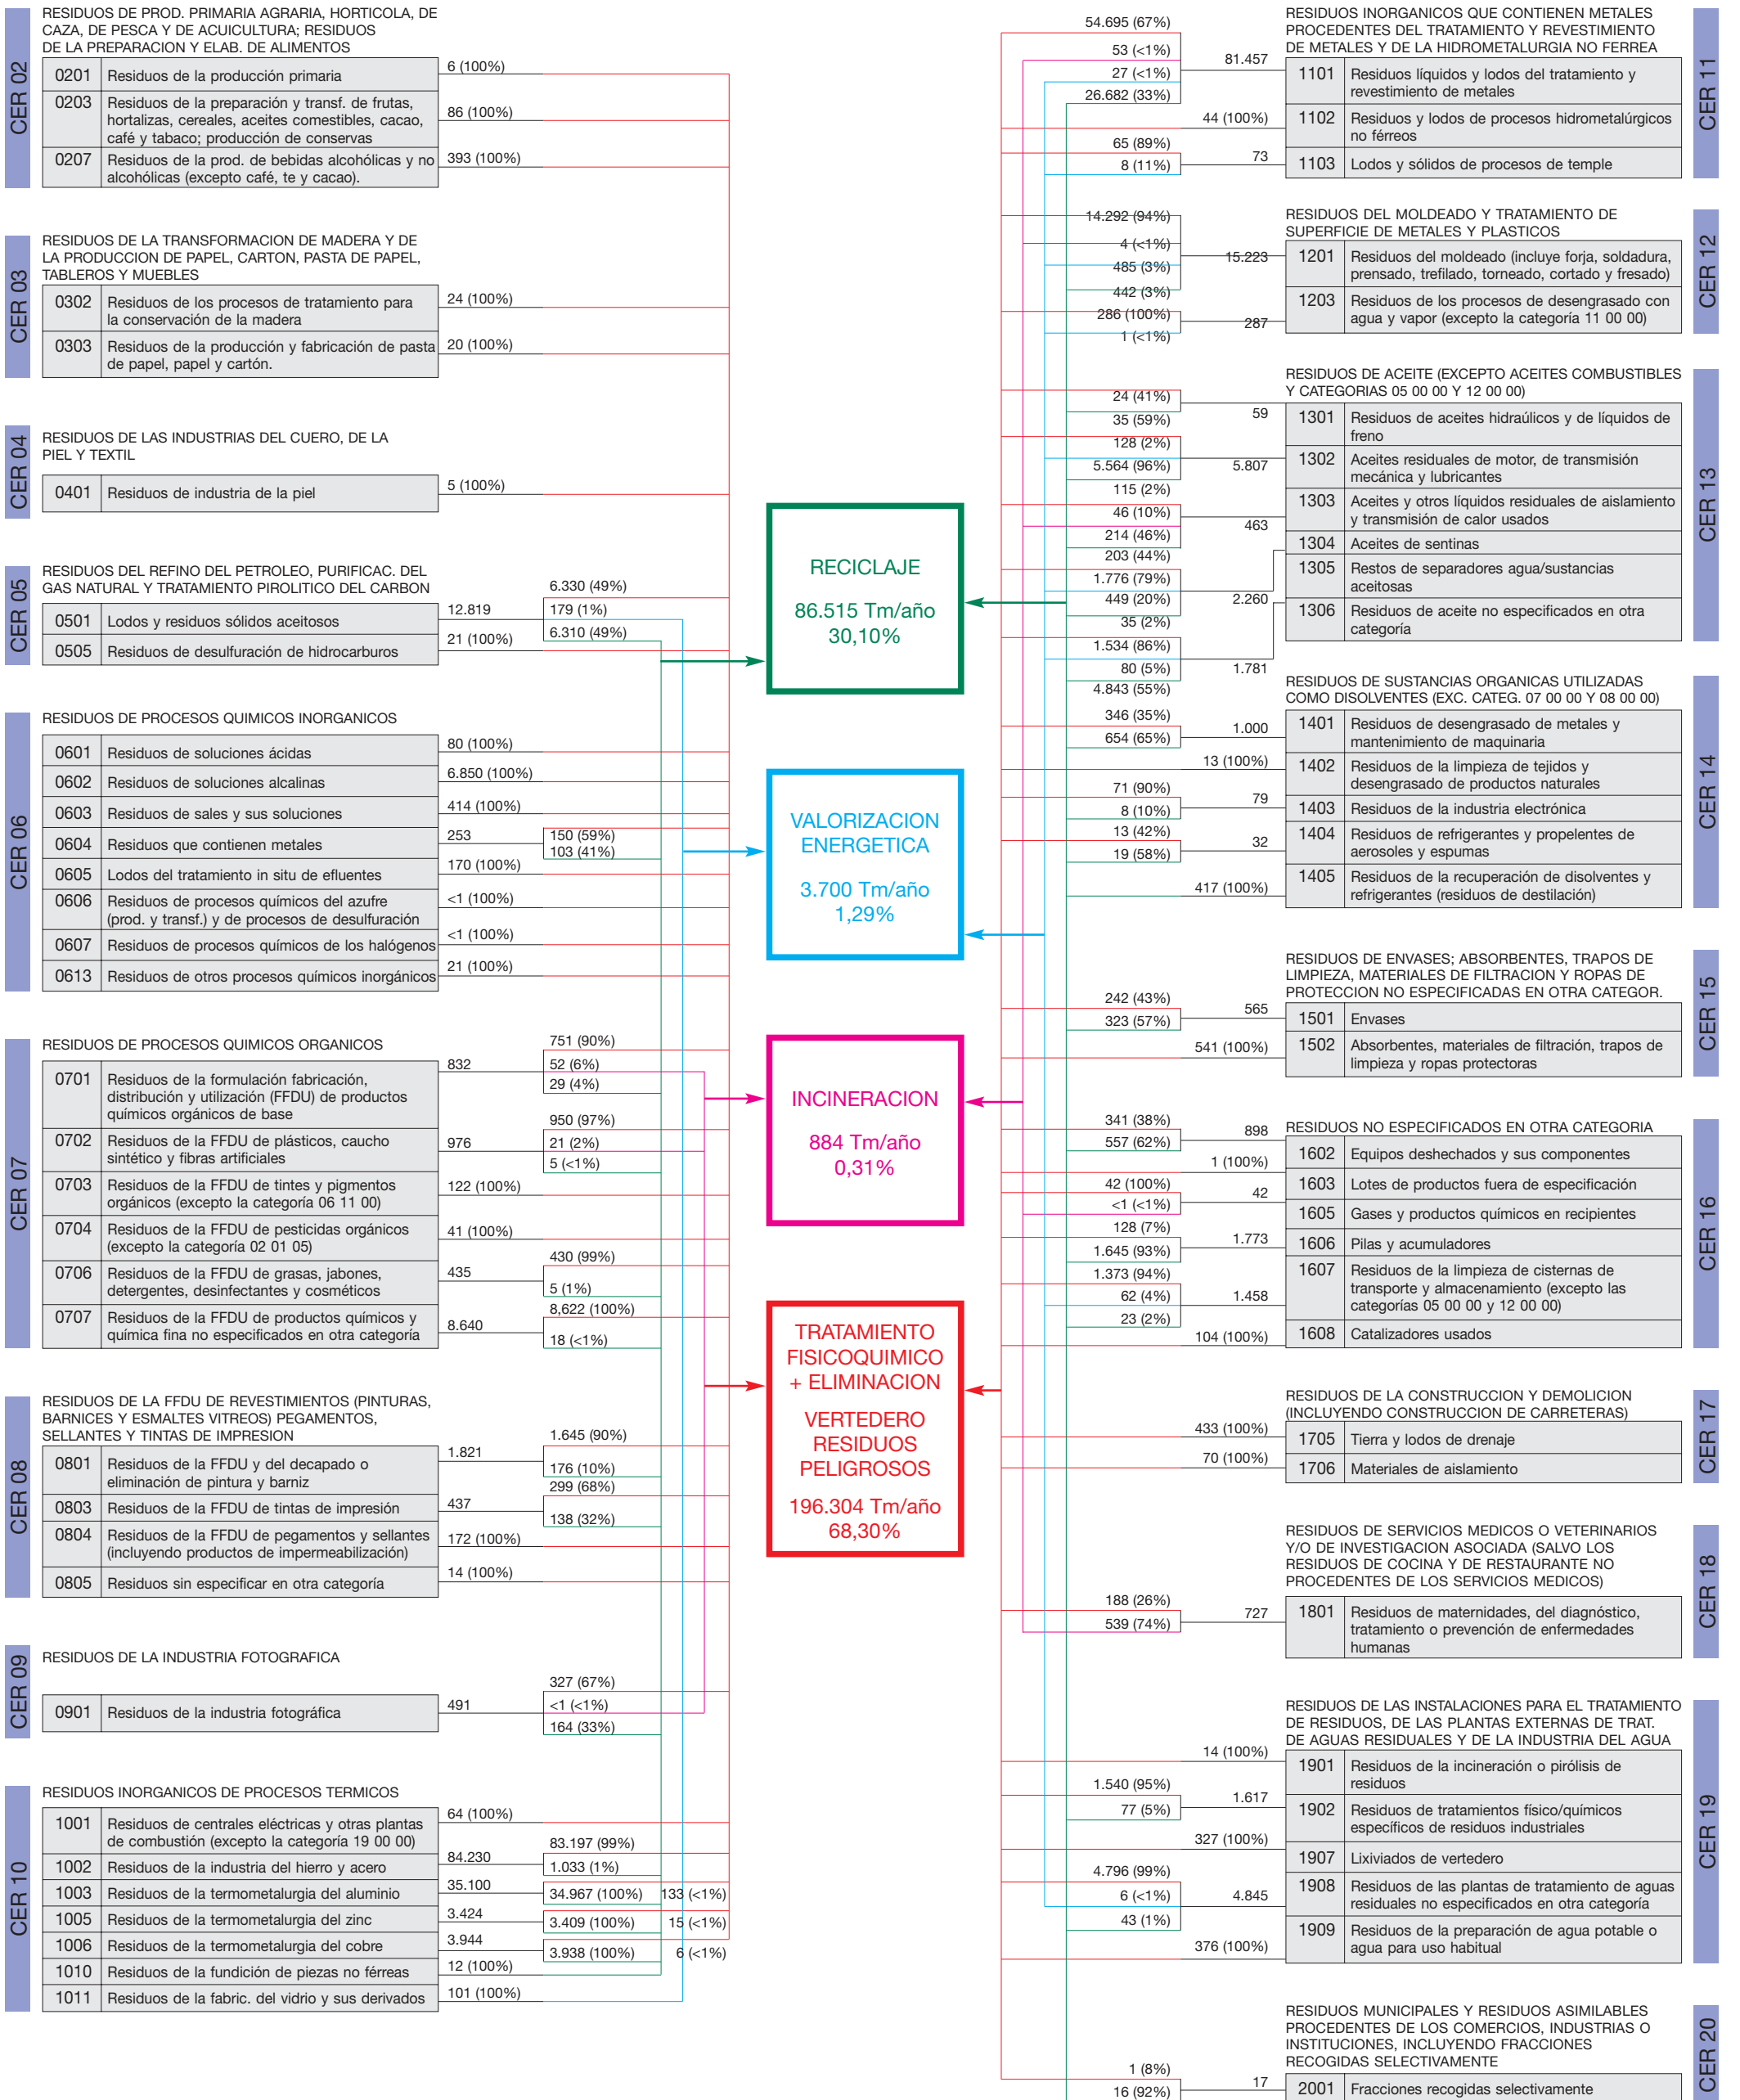 CER 02
RESIDUOS DE PROD. PRIMARIA AGRARIA, HORTICOLA, DE
CAZA, DE PESCA Y DE ACUICULTURA; RESIDUOS
DE LA PREPARACION Y ELAB. DE ALIMENTOS
0201 Residuos de la producción primaria 6 (100%)
0203 Residuos de la preparación y transf. de frutas,
hortalizas, cereales, aceites comestibles, cacao,
café y tabaco; producción de conservas
86 (100%)
0207 Residuos de la prod. de bebidas alcohólicas y no
alcohólicas (excepto café, te y cacao).
393 (100%)
CER 03
RESIDUOS DE LA TRANSFORMACION DE MADERA Y DE
LA PRODUCCION DE PAPEL, CARTON, PASTA DE PAPEL,
TABLEROS Y MUEBLES
0302 Residuos de los procesos de tratamiento para
la conservación de la madera
24 (100%)
0303 Residuos de la producción y fabricación de pasta
de papel, papel y cartón.
20 (100%)
CER 04
RESIDUOS DE LAS INDUSTRIAS DEL CUERO, DE LA
PIEL Y TEXTIL
0401 Residuos de industria de la piel 5 (100%)
CER 05
RESIDUOS DEL REFINO DEL PETROLEO, PURIFICAC. DEL
GAS NATURAL Y TRATAMIENTO PIROLITICO DEL CARBON
0501 Lodos y residuos sólidos aceitosos 12.819
6.330 (49%)
179 (1%)
6.310 (49%)
0505 Residuos de desulfuración de hidrocarburos 21 (100%)
CER 06
RESIDUOS DE PROCESOS QUIMICOS INORGANICOS
0601 Residuos de soluciones ácidas 80 (100%)
0602 Residuos de soluciones alcalinas 6.850 (100%)
0603 Residuos de sales y sus soluciones 414 (100%)
0604 Residuos que contienen metales 253
150 (59%)
103 (41%)
0605 Lodos del tratamiento in situ de efluentes 170 (100%)
0606 Residuos de procesos químicos del azufre
(prod. y transf.) y de procesos de desulfuración
<1 (100%)
0607 Residuos de procesos químicos de los halógenos <1 (100%)
0613 Residuos de otros procesos químicos inorgánicos 21 (100%)
CER 07
RESIDUOS DE PROCESOS QUIMICOS ORGANICOS
0701 Residuos de la formulación fabricación,
distribución y utilización (FFDU) de productos
químicos orgánicos de base
832
751 (90%)
52 (6%)
29 (4%)
0702 Residuos de la FFDU de plásticos, caucho
sintético y fibras artificiales
976
950 (97%)
21 (2%)
5 (<1%)
0703 Residuos de la FFDU de tintes y pigmentos
orgánicos (excepto la categoría 06 11 00)
122 (100%)
0704 Residuos de la FFDU de pesticidas orgánicos
(excepto la categoría 02 01 05)
41 (100%)
0706 Residuos de la FFDU de grasas, jabones,
detergentes, desinfectantes y cosméticos
435
430 (99%)
5 (1%)
0707 Residuos de la FFDU de productos químicos y
química fina no especificados en otra categoría
8.640
8,622 (100%)
18 (<1%)
CER 08
RESIDUOS DE LA FFDU DE REVESTIMIENTOS (PINTURAS,
BARNICES Y ESMALTES VITREOS) PEGAMENTOS,
SELLANTES Y TINTAS DE IMPRESION
0801 Residuos de la FFDU y del decapado o
eliminación de pintura y barniz
1.821
1.645 (90%)
176 (10%)
0803 Residuos de la FFDU de tintas de impresión 437
299 (68%)
138 (32%)
0804 Residuos de la FFDU de pegamentos y sellantes
(incluyendo productos de impermeabilización)
172 (100%)
0805 Residuos sin especificar en otra categoría 14 (100%)
CER 09
RESIDUOS DE LA INDUSTRIA FOTOGRAFICA
0901 Residuos de la industria fotográfica 491
327 (67%)
<1 (<1%)
164 (33%)
CER 10
RESIDUOS INORGANICOS DE PROCESOS TERMICOS
1001 Residuos de centrales eléctricas y otras plantas
de combustión (excepto la categoría 19 00 00)
64 (100%)
1002 Residuos de la industria del hierro y acero 84.230
83.197 (99%)
1.033 (1%)
1003 Residuos de la termometalurgia del aluminio 35.100
34.967 (100%) 133 (<1%)
1005 Residuos de la termometalurgia del zinc 3.424
3.409 (100%) 15 (<1%)
1006 Residuos de la termometalurgia del cobre 3.944
3.938 (100%) 6 (<1%)
1010 Residuos de la fundición de piezas no férreas 12 (100%)
1011 Residuos de la fabric. del vidrio y sus derivados 101 (100%)
RECICLAJE
86.515 Tm/año
30,10%
VALORIZACION
ENERGETICA
3.700 Tm/año
1,29%
INCINERACION
884 Tm/año
0,31%
TRATAMIENTO
FISICOQUIMICO
+ ELIMINACION
VERTEDERO
RESIDUOS
PELIGROSOS
196.304 Tm/año
68,30%
CER 11
RESIDUOS INORGANICOS QUE CONTIENEN METALES
PROCEDENTES DEL TRATAMIENTO Y REVESTIMIENTO
DE METALES Y DE LA HIDROMETALURGIA NO FERREA
54.695 (67%)
53 (<1%)
27 (<1%)
26.682 (33%)
81.457
1101 Residuos líquidos y lodos del tratamiento y
revestimiento de metales
44 (100%)
1102 Residuos y lodos de procesos hidrometalúrgicos
no férreos
65 (89%)
8 (11%)
73
1103 Lodos y sólidos de procesos de temple
CER 12
RESIDUOS DEL MOLDEADO Y TRATAMIENTO DE
SUPERFICIE DE METALES Y PLASTICOS
14.292 (94%)
4 (<1%)
485 (3%)
442 (3%)
15.223
1201 Residuos del moldeado (incluye forja, soldadura,
prensado, trefilado, torneado, cortado y fresado)
286 (100%)
1 (<1%)
287
1203 Residuos de los procesos de desengrasado con
agua y vapor (excepto la categoría 11 00 00)
CER 13
RESIDUOS DE ACEITE (EXCEPTO ACEITES COMBUSTIBLES
Y CATEGORIAS 05 00 00 Y 12 00 00)
24 (41%)
35 (59%)
59
1301 Residuos de aceites hidraúlicos y de líquidos de
freno
128 (2%)
5.564 (96%)
115 (2%)
5.807
1302 Aceites residuales de motor, de transmisión
mecánica y lubricantes
46 (10%)
214 (46%)
203 (44%)
463
1303 Aceites y otros líquidos residuales de aislamiento
y transmisión de calor usados
1304 Aceites de sentinas
1.776 (79%)
449 (20%)
35 (2%)
2.260
1305 Restos de separadores agua/sustancias
aceitosas
1.534 (86%)
80 (5%)
4.843 (55%)
1.781
1306 Residuos de aceite no especificados en otra
categoría
CER 14
RESIDUOS DE SUSTANCIAS ORGANICAS UTILIZADAS
COMO DISOLVENTES (EXC. CATEG. 07 00 00 Y 08 00 00)
346 (35%)
654 (65%)
1.000
1401 Residuos de desengrasado de metales y
mantenimiento de maquinaria
13 (100%)
1402 Residuos de la limpieza de tejidos y
desengrasado de productos naturales
71 (90%)
8 (10%)
79
1403 Residuos de la industria electrónica
13 (42%)
19 (58%)
32
1404 Residuos de refrigerantes y propelentes de
aerosoles y espumas
417 (100%)
1405 Residuos de la recuperación de disolventes y
refrigerantes (residuos de destilación)
CER 15
RESIDUOS DE ENVASES; ABSORBENTES, TRAPOS DE
LIMPIEZA, MATERIALES DE FILTRACION Y ROPAS DE
PROTECCION NO ESPECIFICADAS EN OTRA CATEGOR.
242 (43%)
323 (57%)
565
1501 Envases
541 (100%)
1502 Absorbentes, materiales de filtración, trapos de
limpieza y ropas protectoras
CER 16
RESIDUOS NO ESPECIFICADOS EN OTRA CATEGORIA
341 (38%)
557 (62%)
898
1602 Equipos deshechados y sus componentes
1 (100%)
1603 Lotes de productos fuera de especificación
42 (100%)
<1 (<1%)
42
1605 Gases y productos químicos en recipientes
128 (7%)
1.645 (93%)
1.773
1606 Pilas y acumuladores
1.373 (94%)
62 (4%)
23 (2%)
1.458
1607 Residuos de la limpieza de cisternas de
transporte y almacenamiento (excepto las
categorías 05 00 00 y 12 00 00)
104 (100%)
1608 Catalizadores usados
CER 17
RESIDUOS DE LA CONSTRUCCION Y DEMOLICION
(INCLUYENDO CONSTRUCCION DE CARRETERAS)
433 (100%)
1705 Tierra y lodos de drenaje
70 (100%)
1706 Materiales de aislamiento
CER 18
RESIDUOS DE SERVICIOS MEDICOS O VETERINARIOS
Y/O DE INVESTIGACION ASOCIADA (SALVO LOS
RESIDUOS DE COCINA Y DE RESTAURANTE NO
PROCEDENTES DE LOS SERVICIOS MEDICOS)
188 (26%)
539 (74%)
727
1801 Residuos de maternidades, del diagnóstico,
tratamiento o prevención de enfermedades
humanas
CER 19
RESIDUOS DE LAS INSTALACIONES PARA EL TRATAMIENTO
DE RESIDUOS, DE LAS PLANTAS EXTERNAS DE TRAT.
DE AGUAS RESIDUALES Y DE LA INDUSTRIA DEL AGUA
14 (100%)
1901 Residuos de la incineración o pirólisis de
residuos
1.540 (95%)
77 (5%)
1.617
1902 Residuos de tratamientos físico/químicos
específicos de residuos industriales
327 (100%)
1907 Lixiviados de vertedero
4.796 (99%)
6 (<1%)
43 (1%)
4.845
1908 Residuos de las plantas de tratamiento de aguas
residuales no especificados en otra categoría
376 (100%)
1909 Residuos de la preparación de agua potable o
agua para uso habitual
CER 20
RESIDUOS MUNICIPALES Y RESIDUOS ASIMILABLES
PROCEDENTES DE LOS COMERCIOS, INDUSTRIAS O
INSTITUCIONES, INCLUYENDO FRACCIONES
RECOGIDAS SELECTIVAMENTE
1 (8%)
16 (92%)
17
2001 Fracciones recogidas selectivamente